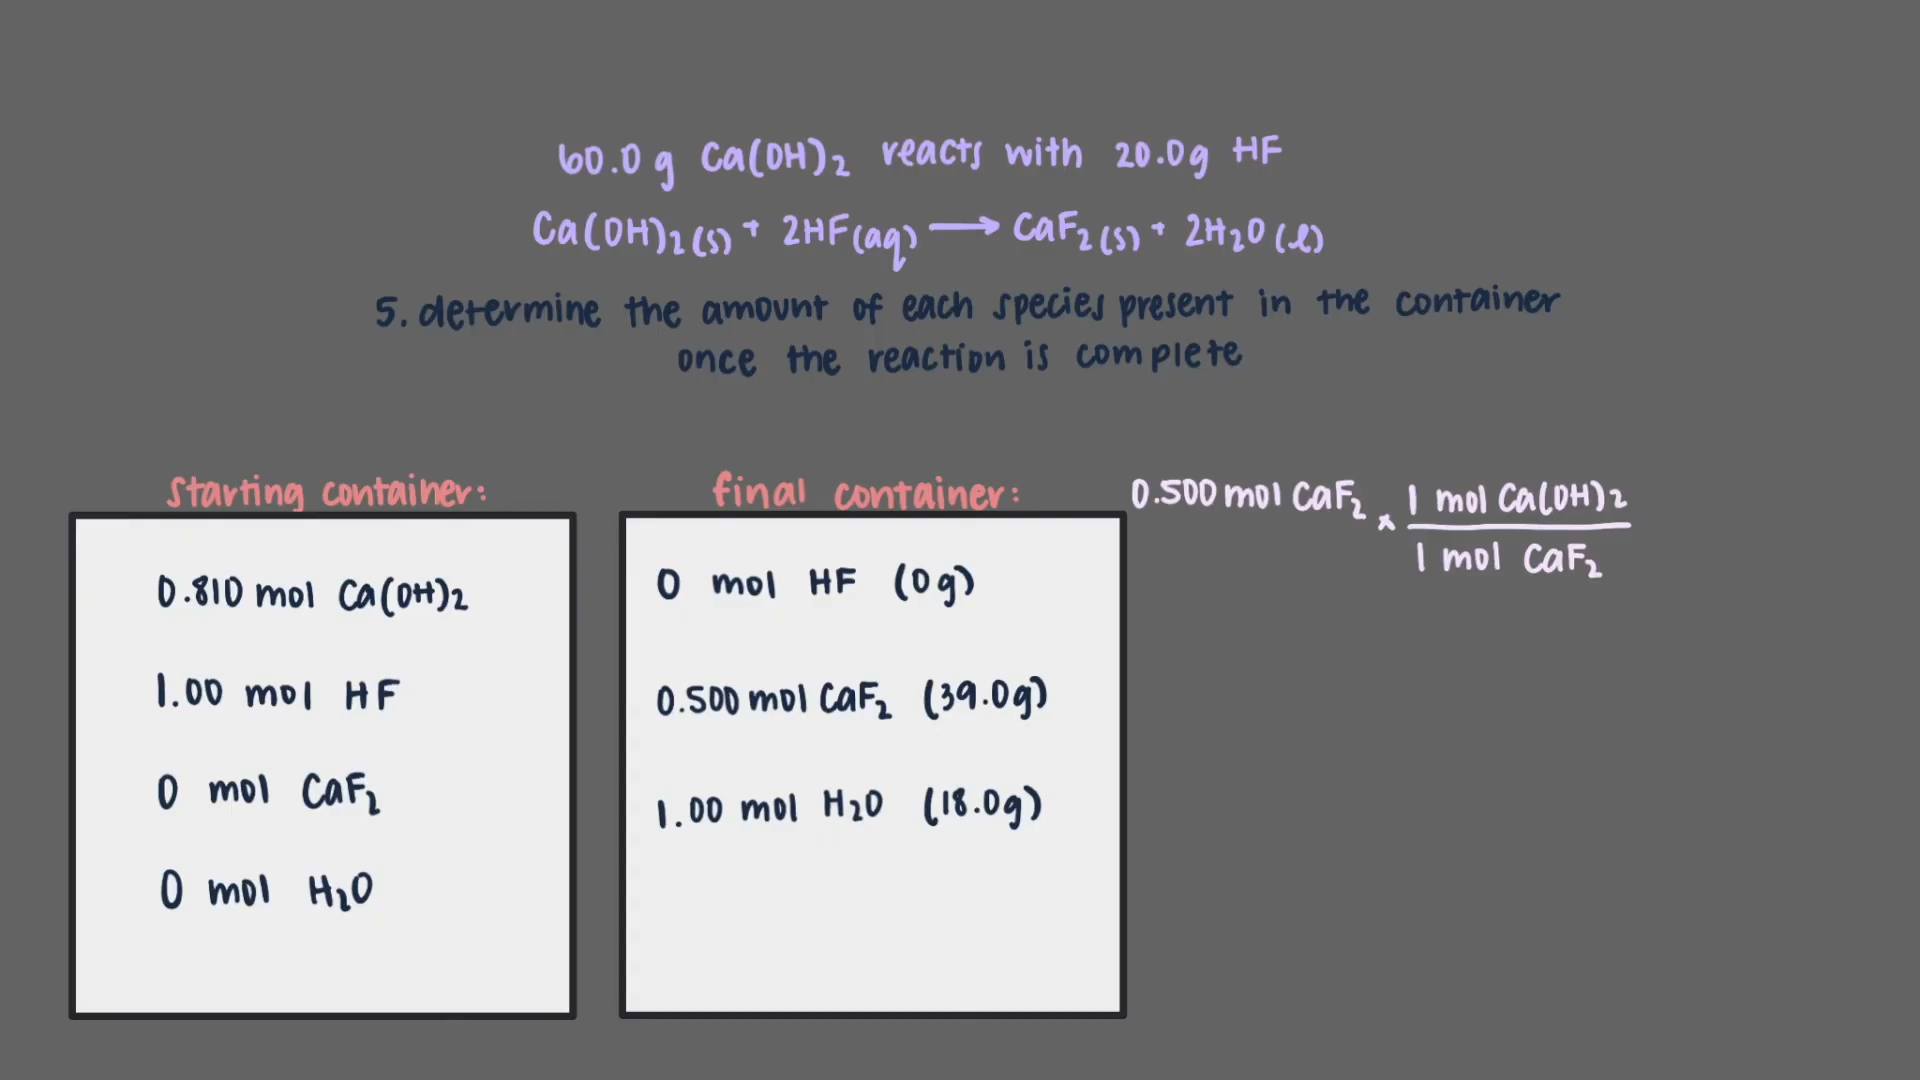 60.0 g Ca(OH)₂ reacts with 20.0g HF
Ca(OH)₂(s) + 2HF(aq) ⟶ CaF₂(s) + 2H₂O(l)
5. determine the amount of each species present in the container
once the reaction is complete
starting container:
0.810 mol Ca(OH)₂
1.00 mol HF
0 mol CaF₂
0 mol H₂O
final container:
0 mol HF (0g)
0.500 mol CaF₂ (39.0g)
1.00 mol H₂O (18.0g)
0.500 mol CaF₂ × 1 mol Ca(OH)₂
1 mol CaF₂